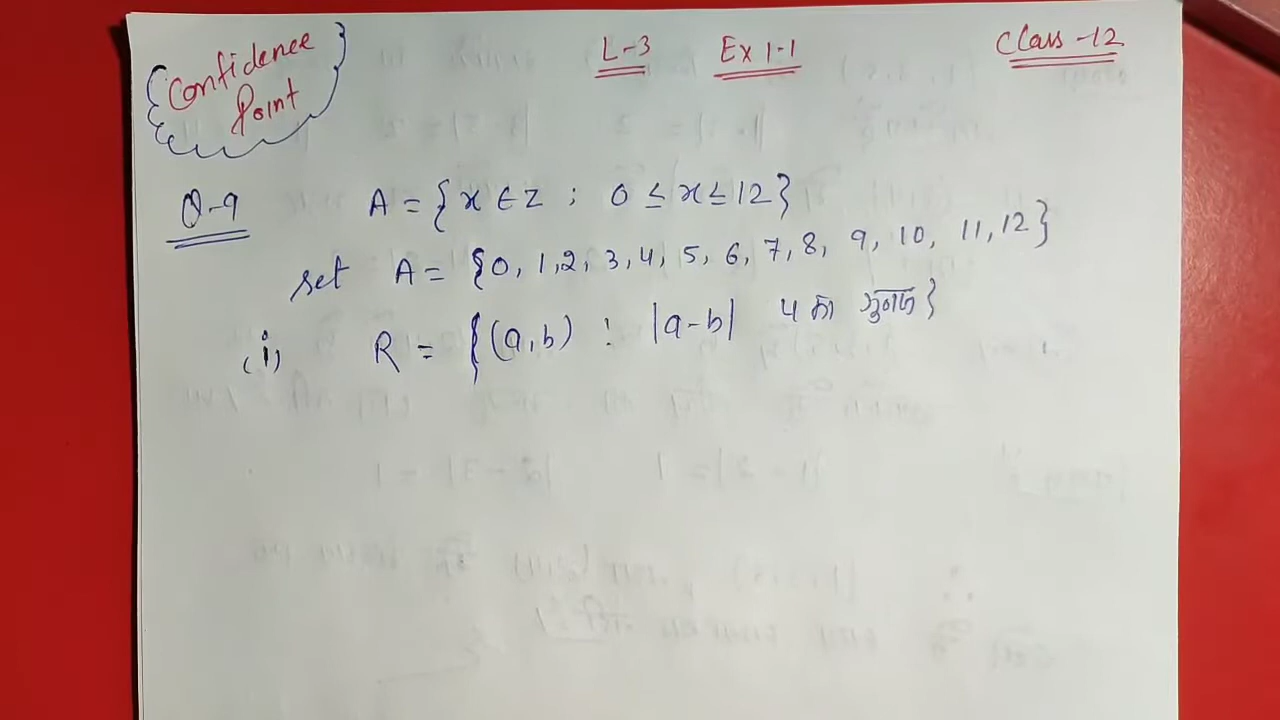 Confidence Point
L-3 Ex 1.1 Class-12
Q-9 A = {x ∈ Z ; 0 ≤ x ≤ 12}
set A = {0, 1, 2, 3, 4, 5, 6, 7, 8, 9, 10, 11, 12}
(i) R = {(a, b) : |a-b| 4 का गुणज}